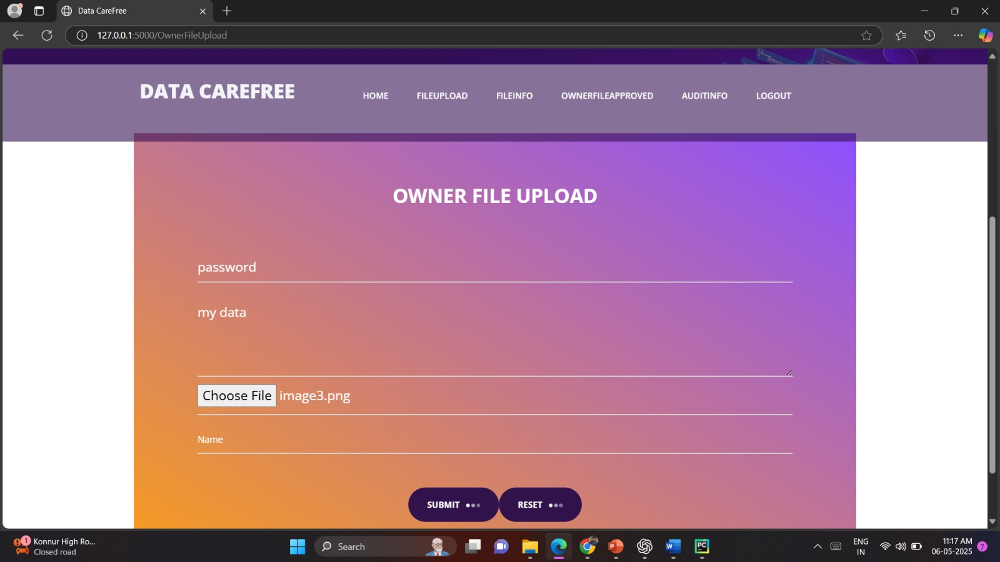 Data CareFree
127.0.0.1:5000/OwnerFileUpload
DATA CAREFREE
HOME
FILEUPLOAD
FILEINFO
OWNERFILEAPPROVED
AUDITINFO
LOGOUT
OWNER FILE UPLOAD
password
my data
Choose File image3.png
Name
SUBMIT
RESET
1
Konnur High Ro...
Closed road
Search
P
W
PC
ENG
IN
11:17 AM
06-05-2025
7